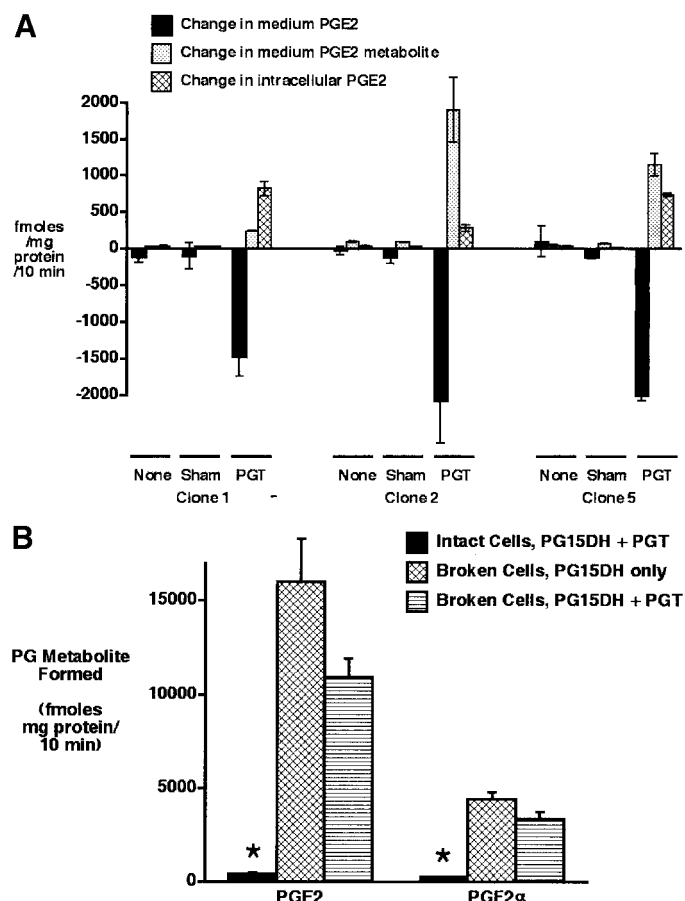 A
Change in medium PGE2
Change in medium PGE2 metabolite
Change in intracellular PGE2
2000
1500
1000
500
0
-500
-1000
-1500
-2000
fmoles
/mg
protein
/10 min
None Sham PGT None Sham PGT None Sham PGT
Clone 1 - Clone 2 Clone 5
B
Intact Cells, PG15DH + PGT
Broken Cells, PG15DH only
Broken Cells, PG15DH + PGT
15000
10000
5000
0
PG Metabolite
Formed
(fmoles
mg protein/
10 min)
* *
PGE2 PGE2α